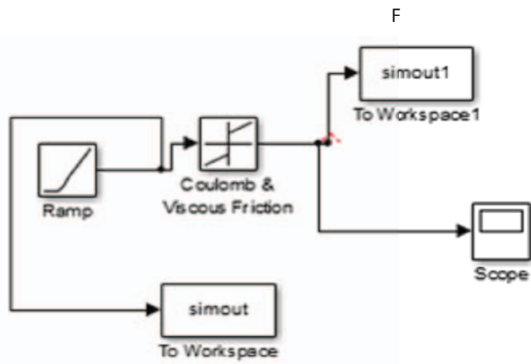 F
simout1
To Workspace1
Coulomb &
Viscous Friction
Ramp
Scope
simout
To Workspace